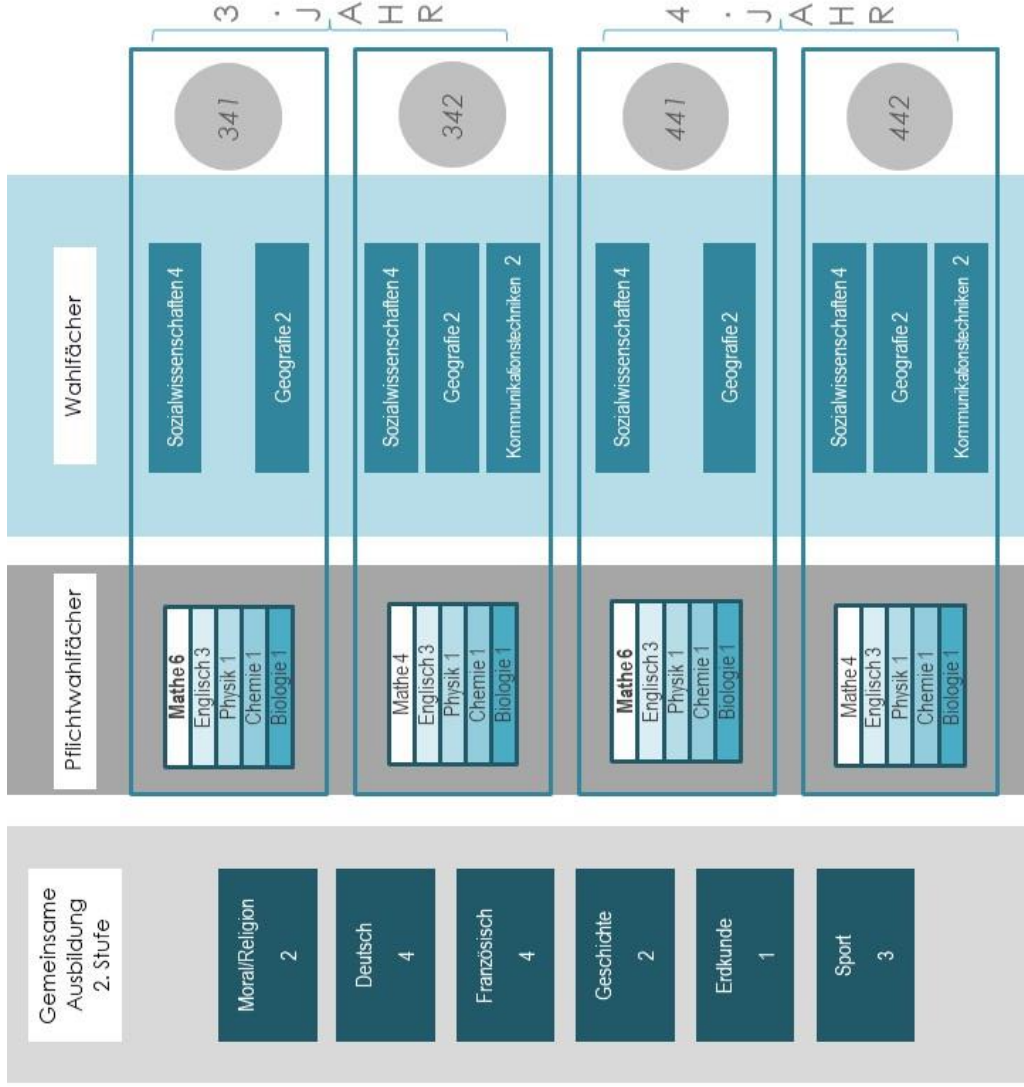 Gemeinsame
Ausbildung
2. Stufe
Moral/Religion
2
Deutsch
4
Französisch
4
Geschichte
2
Erdkunde
1
Sport
3
Pflichtwahlfächer
Mathe 6
Englisch 3
Physik 1
Chemie 1
Biologie 1
Mathe 4
Englisch 3
Physik 1
Chemie 1
Biologie 1
Mathe 6
Englisch 3
Physik 1
Chemie 1
Biologie 1
Mathe 4
Englisch 3
Physik 1
Chemie 1
Biologie 1
Wahlfächer
Sozialwissenschaften 4
Geografie 2
Sozialwissenschaften 4
Geografie 2
Kommunikationstechniken 2
Sozialwissenschaften 4
Geografie 2
Sozialwissenschaften 4
Geografie 2
Kommunikationstechniken 2
341
342
441
442
3. JAHR
4. JAHR